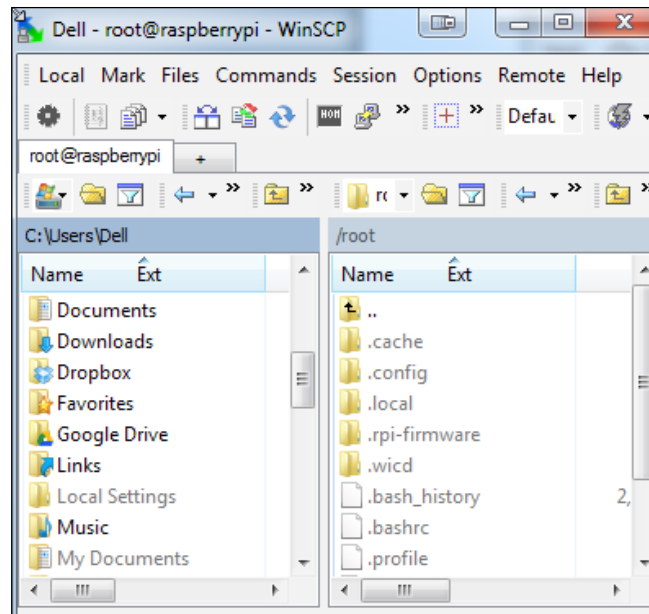 Dell - root@raspberrypi - WinSCP
Local Mark Files Commands Session Options Remote Help
Defau
root@raspberrypi +
C:\Users\Dell
Name Ext
Documents
Downloads
Dropbox
Favorites
Google Drive
Links
Local Settings
Music
My Documents
/root
Name Ext
..
.cache
.config
.local
.rpi-firmware
.wicd
.bash_history 2,
.bashrc
.profile